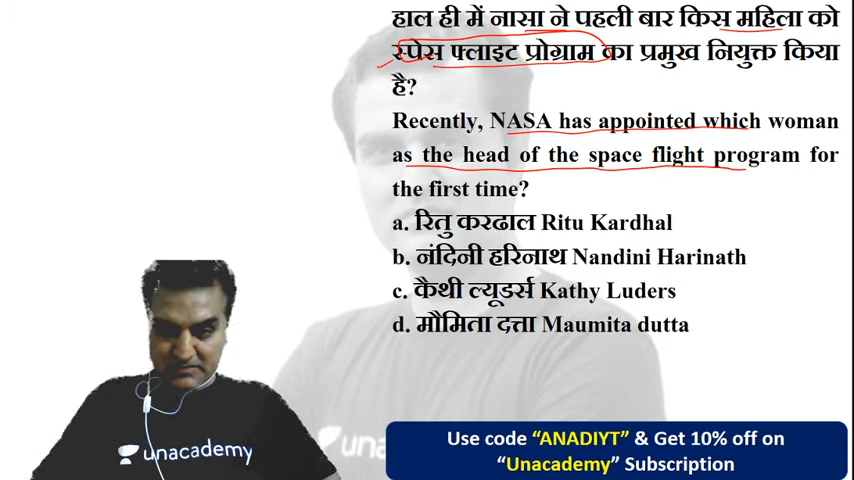 हाल ही में नासा ने पहली बार किस महिला को
स्पेस फ्लाइट प्रोग्राम का प्रमुख नियुक्त किया
है?
Recently, NASA has appointed which woman
as the head of the space flight program for
the first time?
a. रितु करढाल Ritu Kardhal
b. नंदिनी हरिनाथ Nandini Harinath
c. कैथी ल्यूडर्स Kathy Luders
d. मौमिता दत्ता Maumita dutta
unacademy
una
Use code “ANADIYT” & Get 10% off on
“Unacademy” Subscription